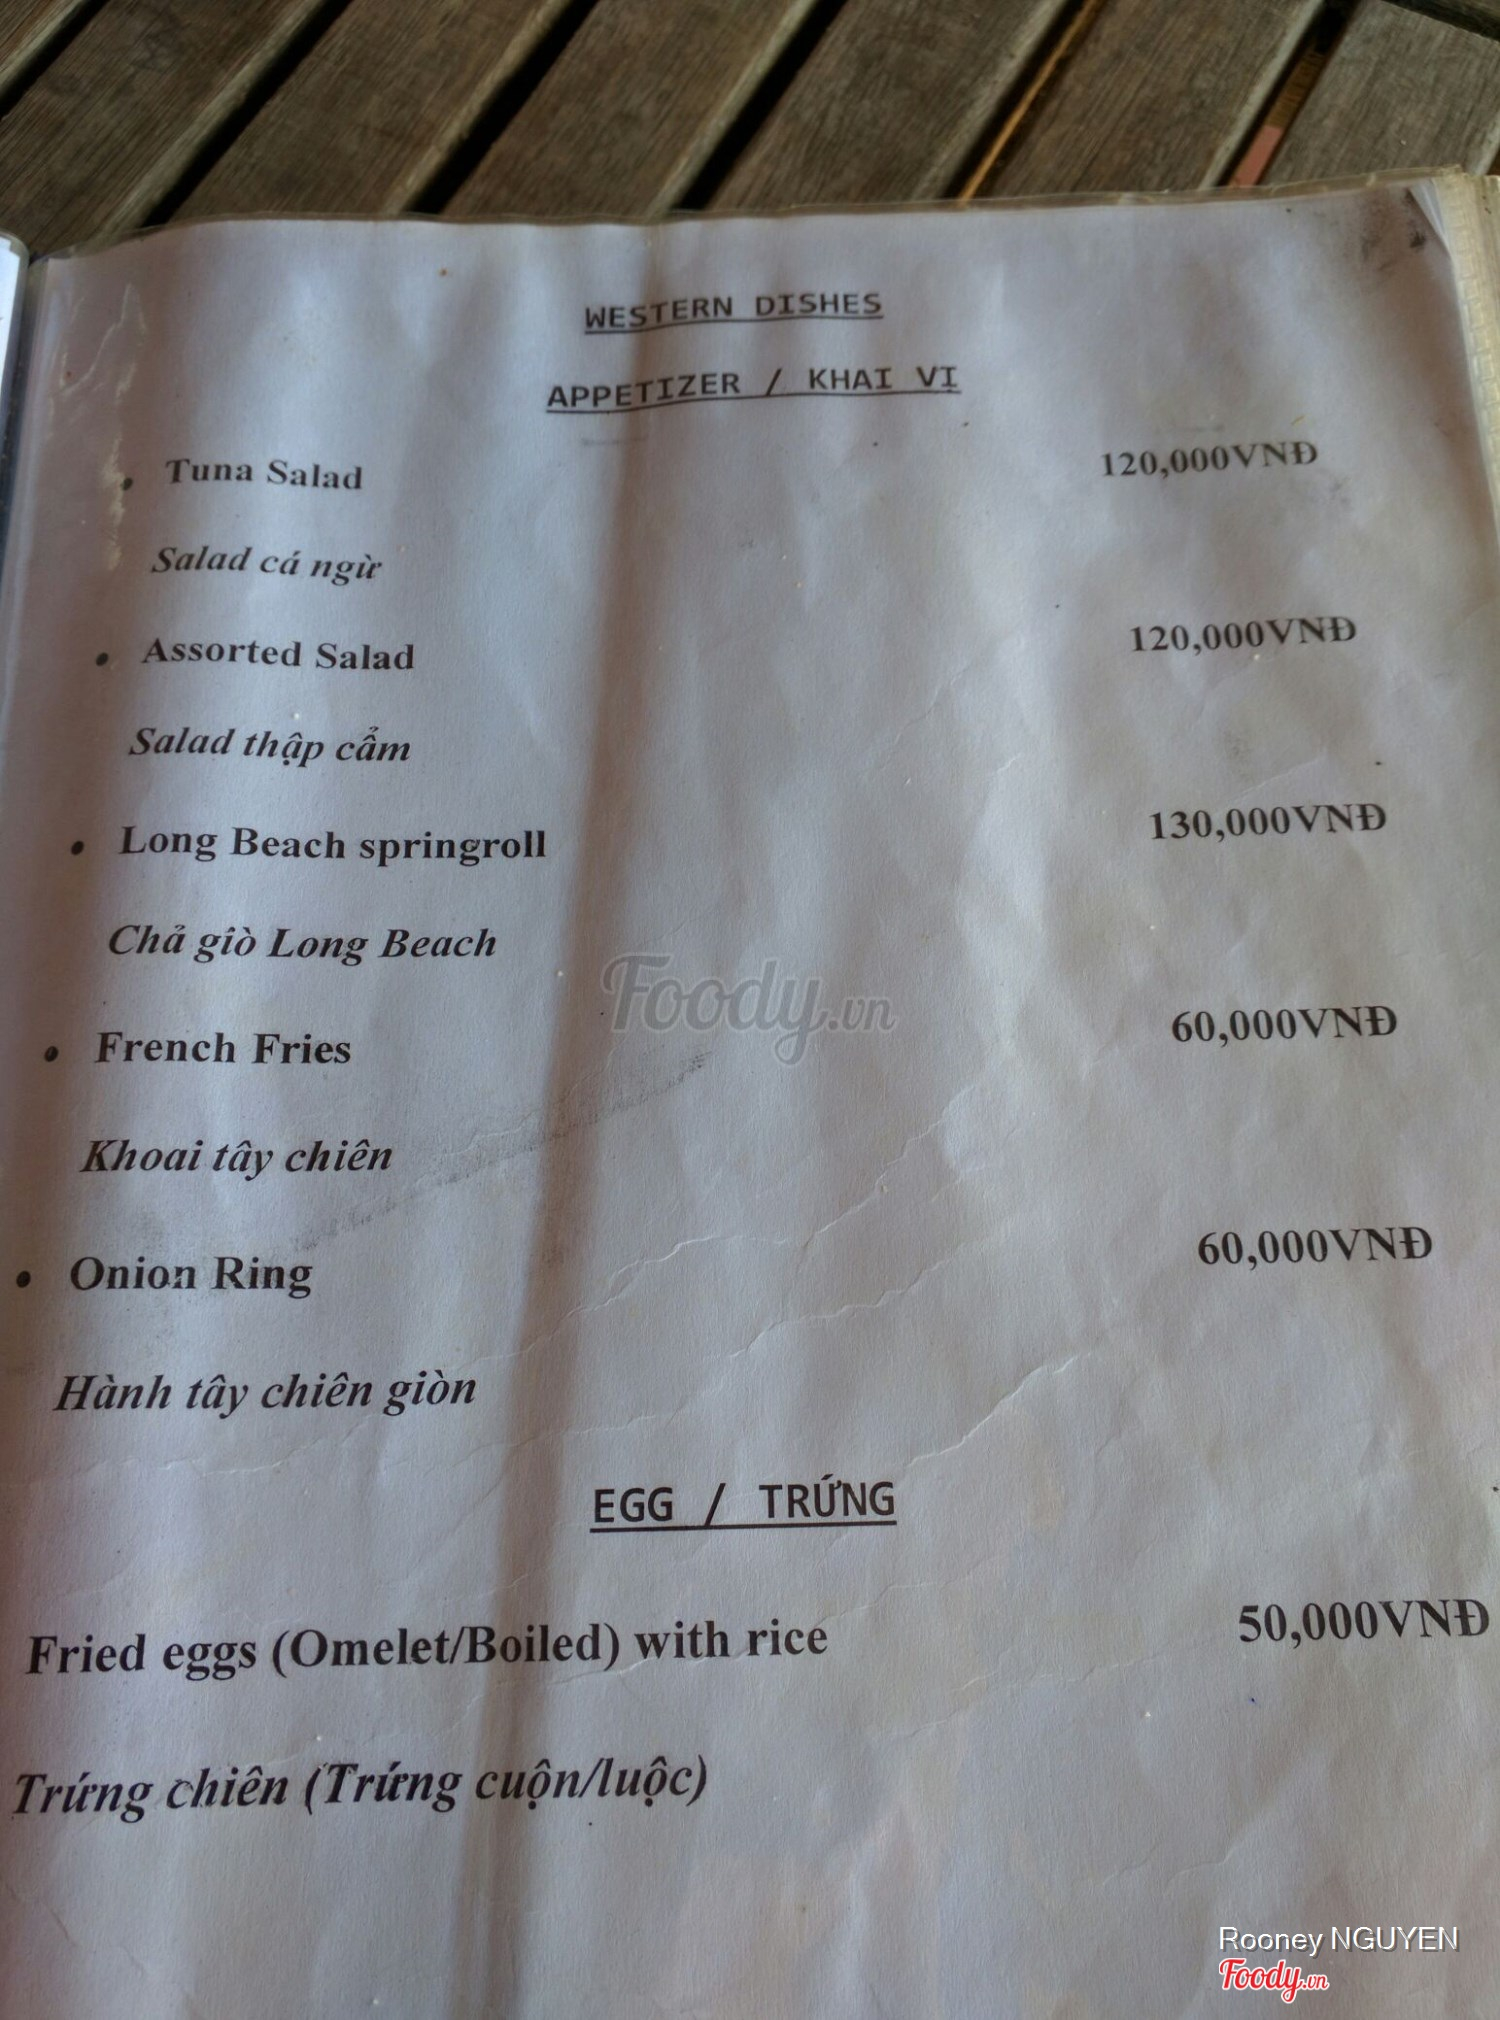 WESTERN DISHES
APPETIZER / KHAI VỊ
• Tuna Salad 120,000VNĐ
Salad cá ngừ
• Assorted Salad 120,000VNĐ
Salad thập cẩm
• Long Beach springroll 130,000VNĐ
Chả giò Long Beach
Foody.vn
• French Fries 60,000VNĐ
Khoai tây chiên
• Onion Ring 60,000VNĐ
Hành tây chiên giòn
EGG / TRỨNG
Fried eggs (Omelet/Boiled) with rice 50,000VNĐ
Trứng chiên (Trứng cuộn/luộc)
Rooney NGUYEN
Foody.vn